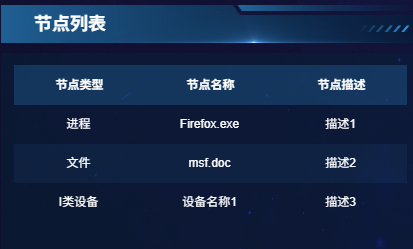 节点列表
节点类型 节点名称 节点描述
进程 Firefox.exe 描述1
文件 msf.doc 描述2
I类设备 设备名称1 描述3